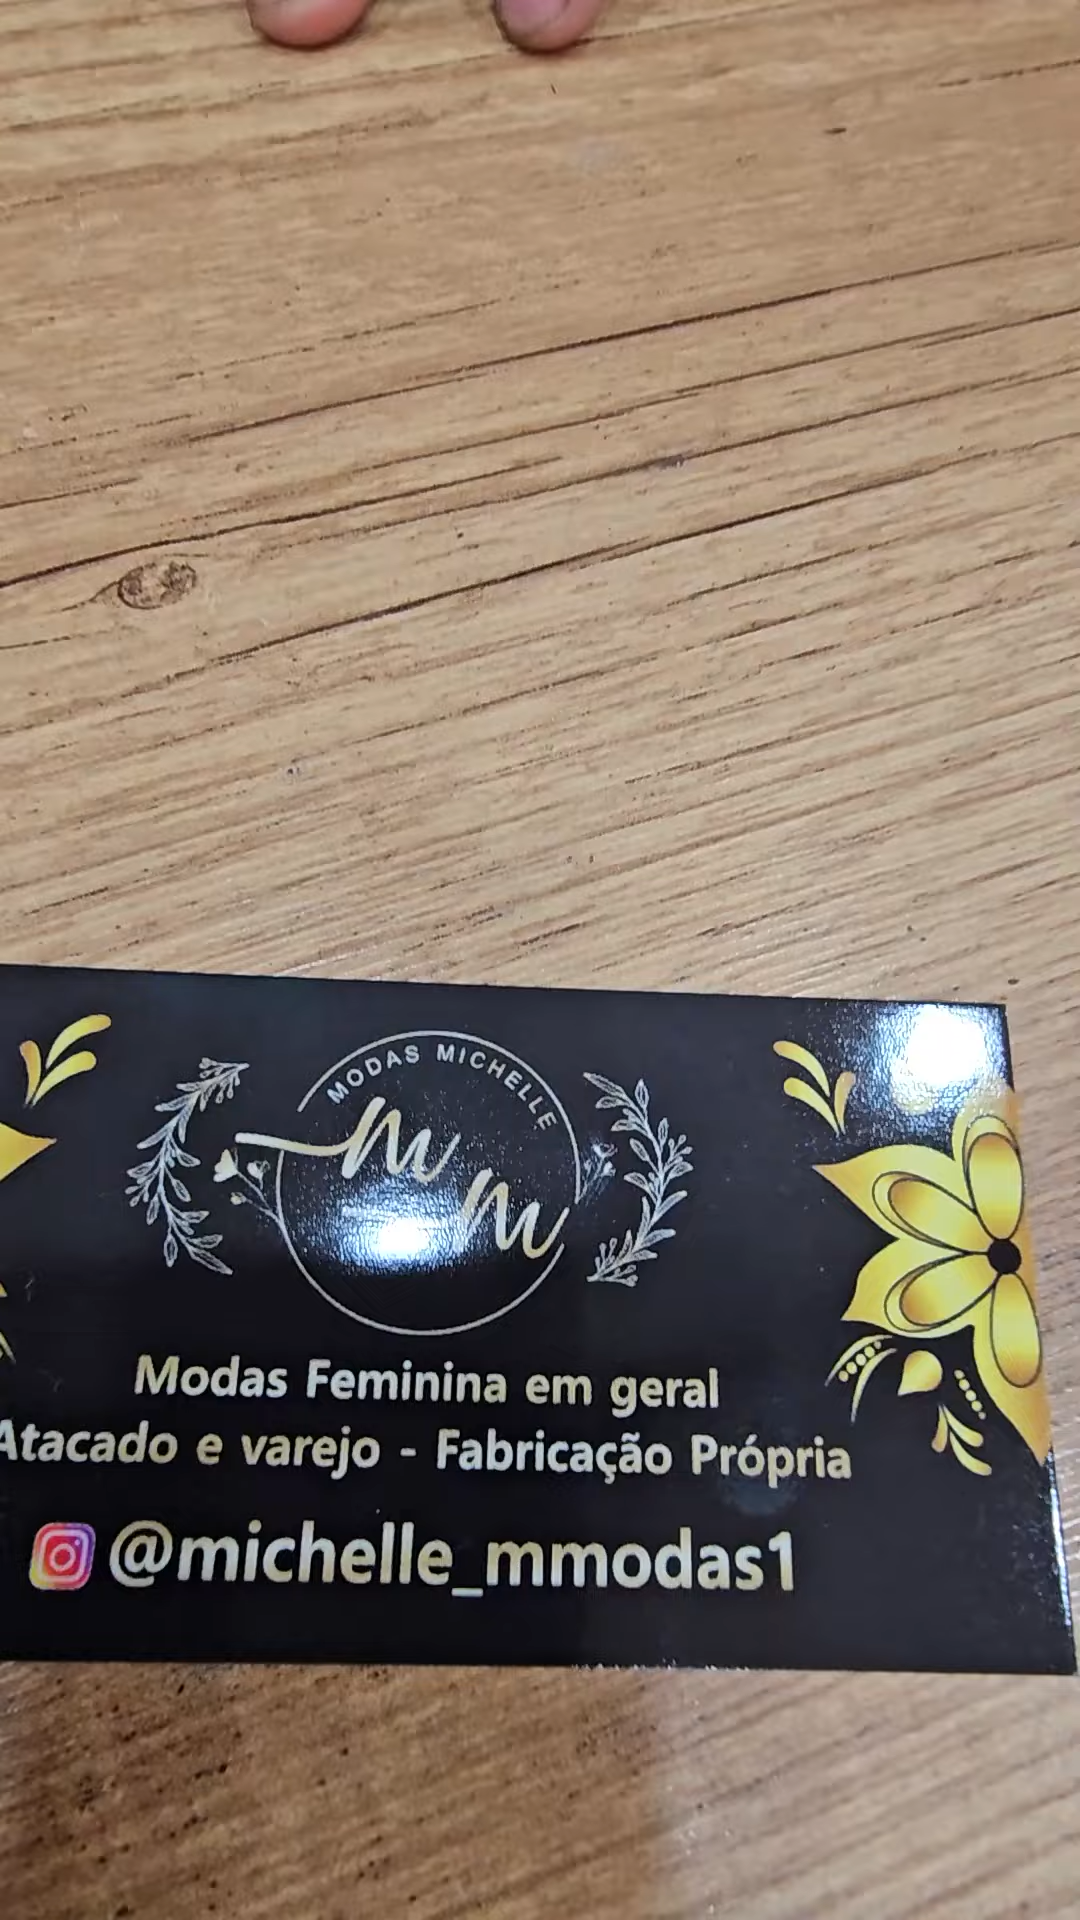 MODAS MICHELLE
mm
Modas Feminina em geral
Atacado e varejo - Fabricação Própria
@michelle_mmodas1